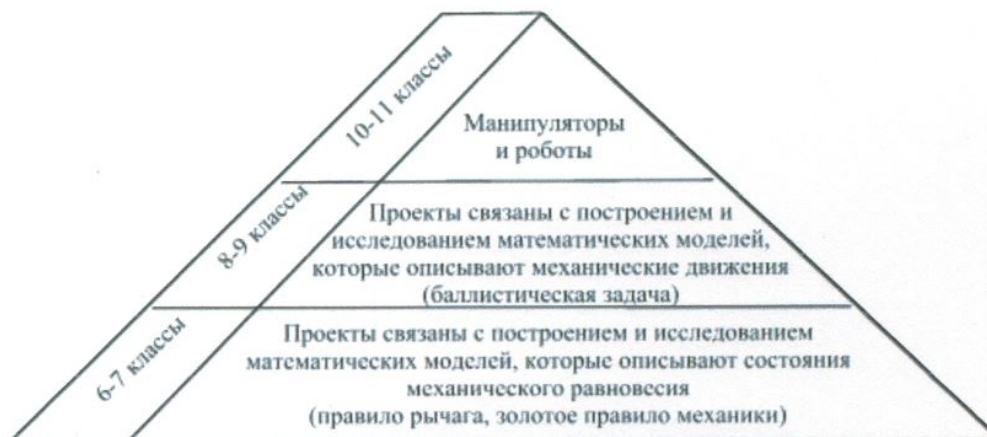 10-11 классы
Манипуляторы
и роботы
8-9 классы
Проекты связаны с построением и
исследованием математических моделей,
которые описывают механические движения
(баллистическая задача)
6-7 классы
Проекты связаны с построением и исследованием
математических моделей, которые описывают состояния
механического равновесия
(правило рычага, золотое правило механики)